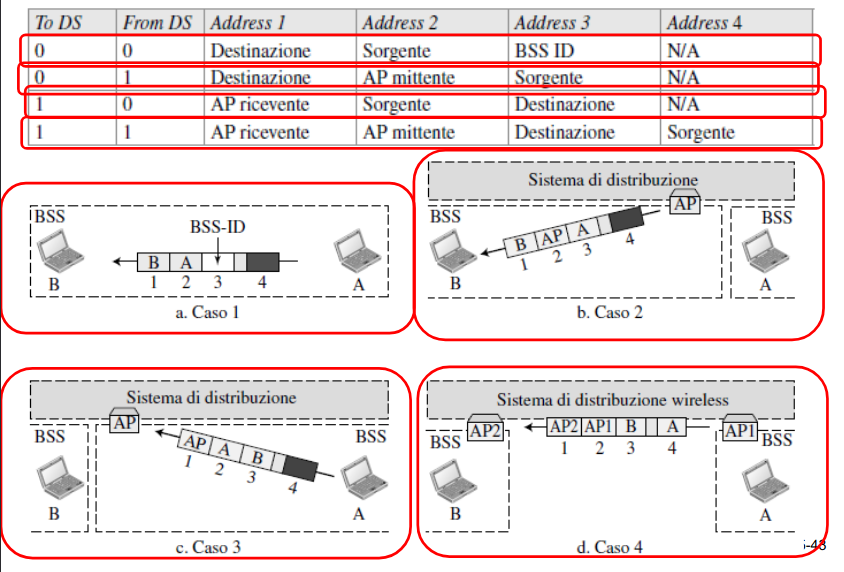 To DS From DS Address 1 Address 2 Address 3 Address 4
0 0 Destinazione Sorgente BSS ID N/A
0 1 Destinazione AP mittente Sorgente N/A
1 0 AP ricevente Sorgente Destinazione N/A
1 1 AP ricevente AP mittente Destinazione Sorgente
BSS
BSS-ID
B A
1 2 3 4
B A
a. Caso 1
Sistema di distribuzione
AP
BSS BSS
B AP A
1 2 3 4
B A
b. Caso 2
Sistema di distribuzione
AP
BSS BSS
AP A B
1 2 3 4
B A
c. Caso 3
Sistema di distribuzione wireless
AP2 AP2 AP1 B A AP1
BSS BSS
1 2 3 4
B A
d. Caso 4